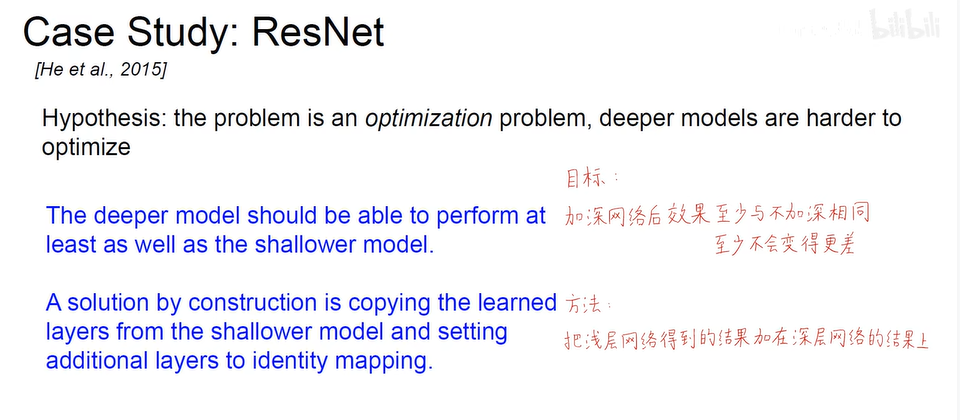 Case Study: ResNet
bilibili
[He et al., 2015]
Hypothesis: the problem is an optimization problem, deeper models are harder to
optimize
目标：
The deeper model should be able to perform at
加深网络后效果至少与不加深相同
least as well as the shallower model.
至少不会变得更差
A solution by construction is copying the learned
方法：
layers from the shallower model and setting
把浅层网络得到的结果加在深层网络的结果上
additional layers to identity mapping.